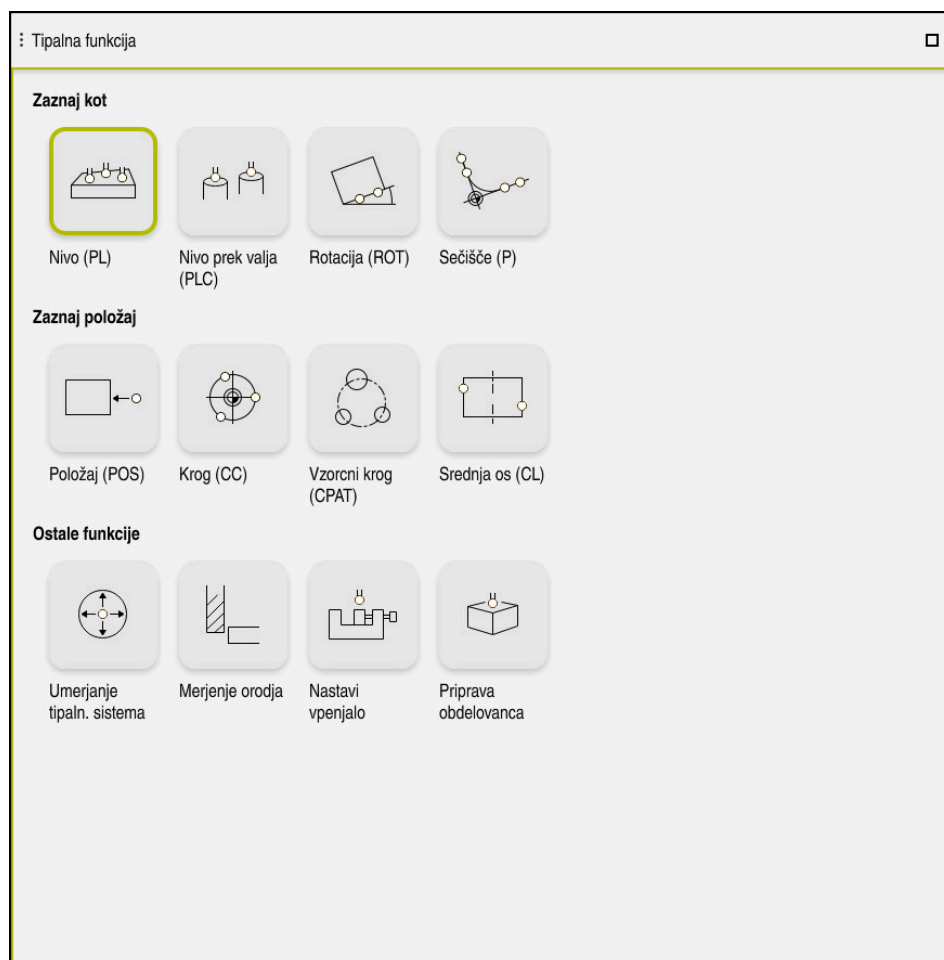 Tipalna funkcija
Zaznaj kot
Nivo (PL)
Nivo prek valja
(PLC)
Rotacija (ROT)
Sečišče (P)
Zaznaj položaj
Položaj (POS)
Krog (CC)
Vzorcni krog
(CPAT)
Srednja os (CL)
Ostale funkcije
Umerjanje
tipaln. sistema
Merjenje orodja
Nastavi
vpenjalo
Priprava
obdelovanca